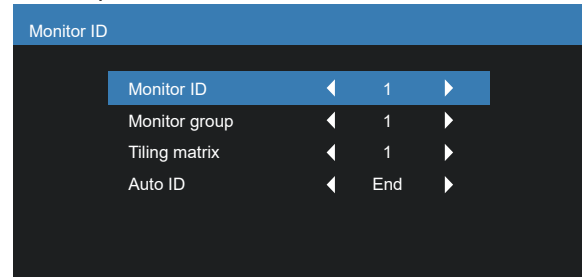 Monitor ID
Monitor ID 1
Monitor group 1
Tiling matrix 1
Auto ID End